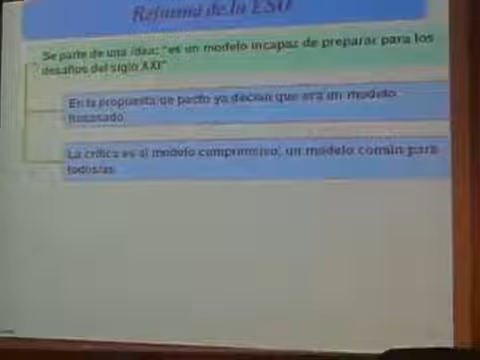 Reforma de la ESO
Se parte de una idea: "es un modelo incapaz de preparar para los
desafíos del siglo XXI"
En la propuesta de pacto ya decían que era un modelo
fracasado
La crítica es al modelo comprensivo, un modelo común para
todos/as